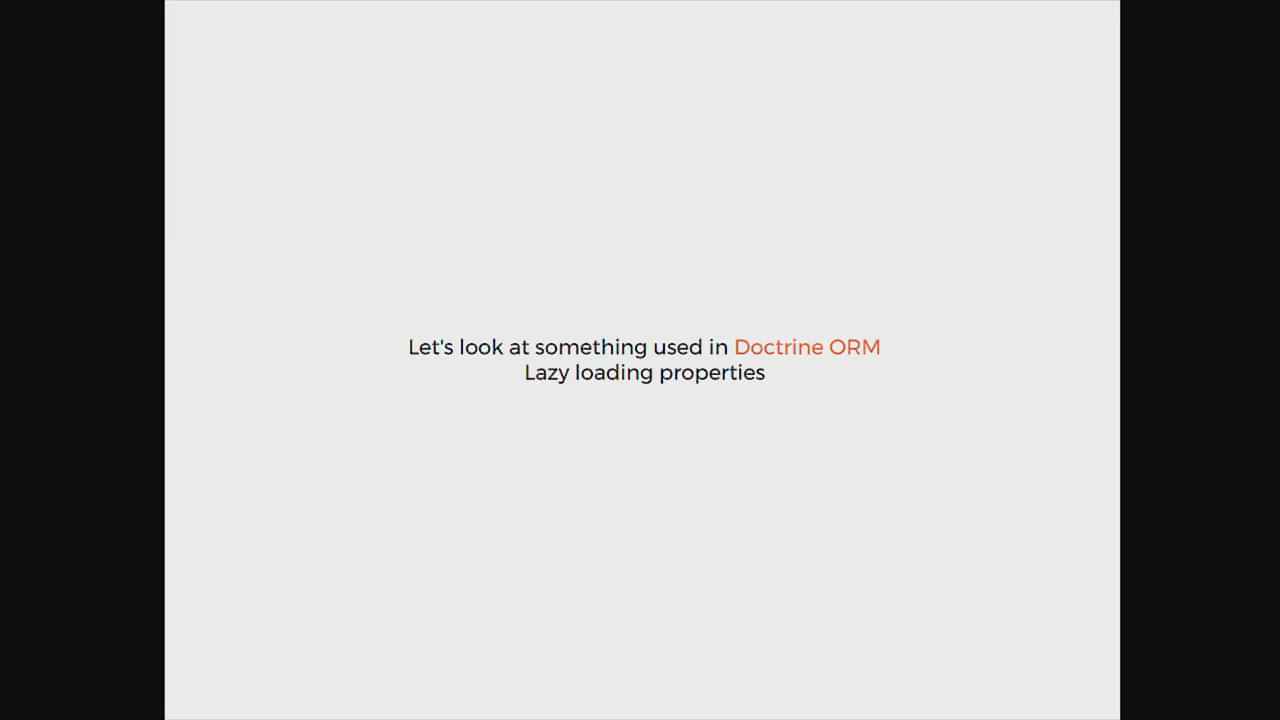 Let's look at something used in Doctrine ORM
Lazy loading properties